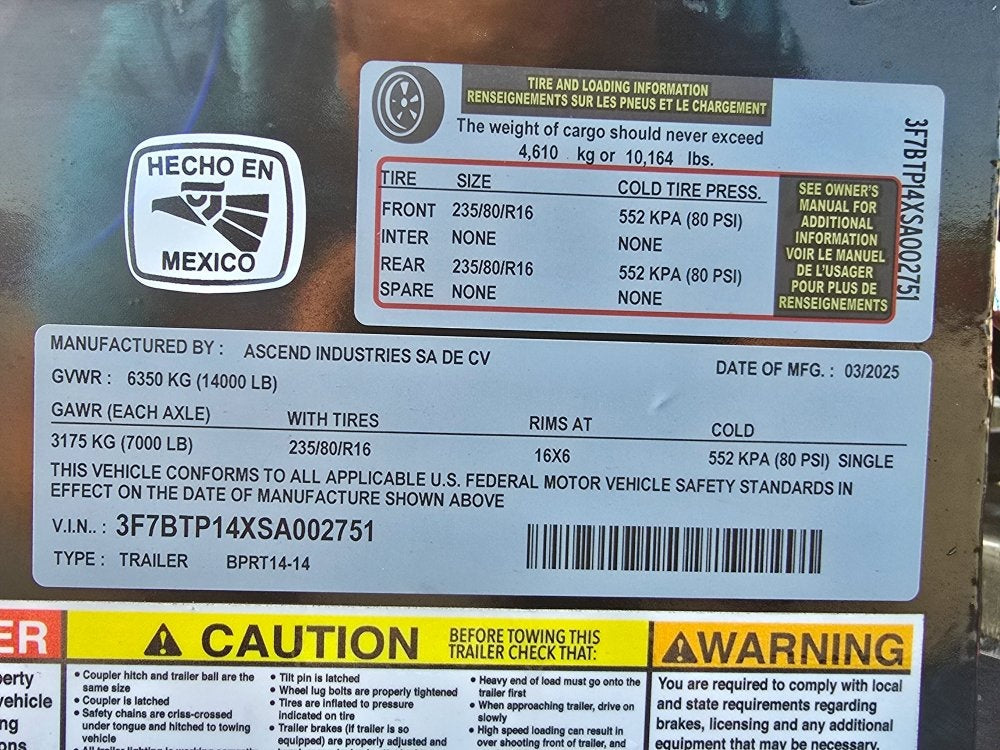 HECHO EN
MEXICO
TIRE AND LOADING INFORMATION
RENSEIGNEMENTS SUR LES PNEUS ET LE CHARGEMENT
The weight of cargo should never exceed
4,610 kg or 10,164 lbs.
TIRE SIZE COLD TIRE PRESS.
FRONT 235/80/R16 552 KPA (80 PSI)
INTER NONE NONE
REAR 235/80/R16 552 KPA (80 PSI)
SPARE NONE NONE
SEE OWNER'S
MANUAL FOR
ADDITIONAL
INFORMATION
VOIR LE MANUEL
DE L'USAGER
POUR PLUS DE
RENSEIGNEMENTS
3F7BTP14XSA002751
MANUFACTURED BY : ASCEND INDUSTRIES SA DE CV DATE OF MFG. : 03/2025
GVWR : 6350 KG (14000 LB)
GAWR (EACH AXLE) WITH TIRES RIMS AT COLD
3175 KG (7000 LB) 235/80/R16 16X6 552 KPA (80 PSI) SINGLE
THIS VEHICLE CONFORMS TO ALL APPLICABLE U.S. FEDERAL MOTOR VEHICLE SAFETY STANDARDS IN
EFFECT ON THE DATE OF MANUFACTURE SHOWN ABOVE
V.I.N.. : 3F7BTP14XSA002751
TYPE : TRAILER BPRT14-14
ER
perty
vehicle
ng
ons
CAUTION
BEFORE TOWING THIS
TRAILER CHECK THAT:
• Coupler hitch and trailer ball are the
same size
• Coupler is latched
• Safety chains are criss-crossed
under tongue and hitched to towing
vehicle
• All trailer lighting is working correctly
• Tilt pin is latched
• Wheel lug bolts are properly tightened
• Tires are inflated to pressure
indicated on tire
• Trailer brakes (If trailer is so
equipped) are properly adjusted and
• Heavy end of load must go onto the
trailer first
• When approaching trailer, drive on
slowly
• High speed loading can result in
over shooting front of trailer, and
WARNING
You are required to comply with local
and state requirements regarding
brakes, licensing and any additional
equipment that may be necessary.